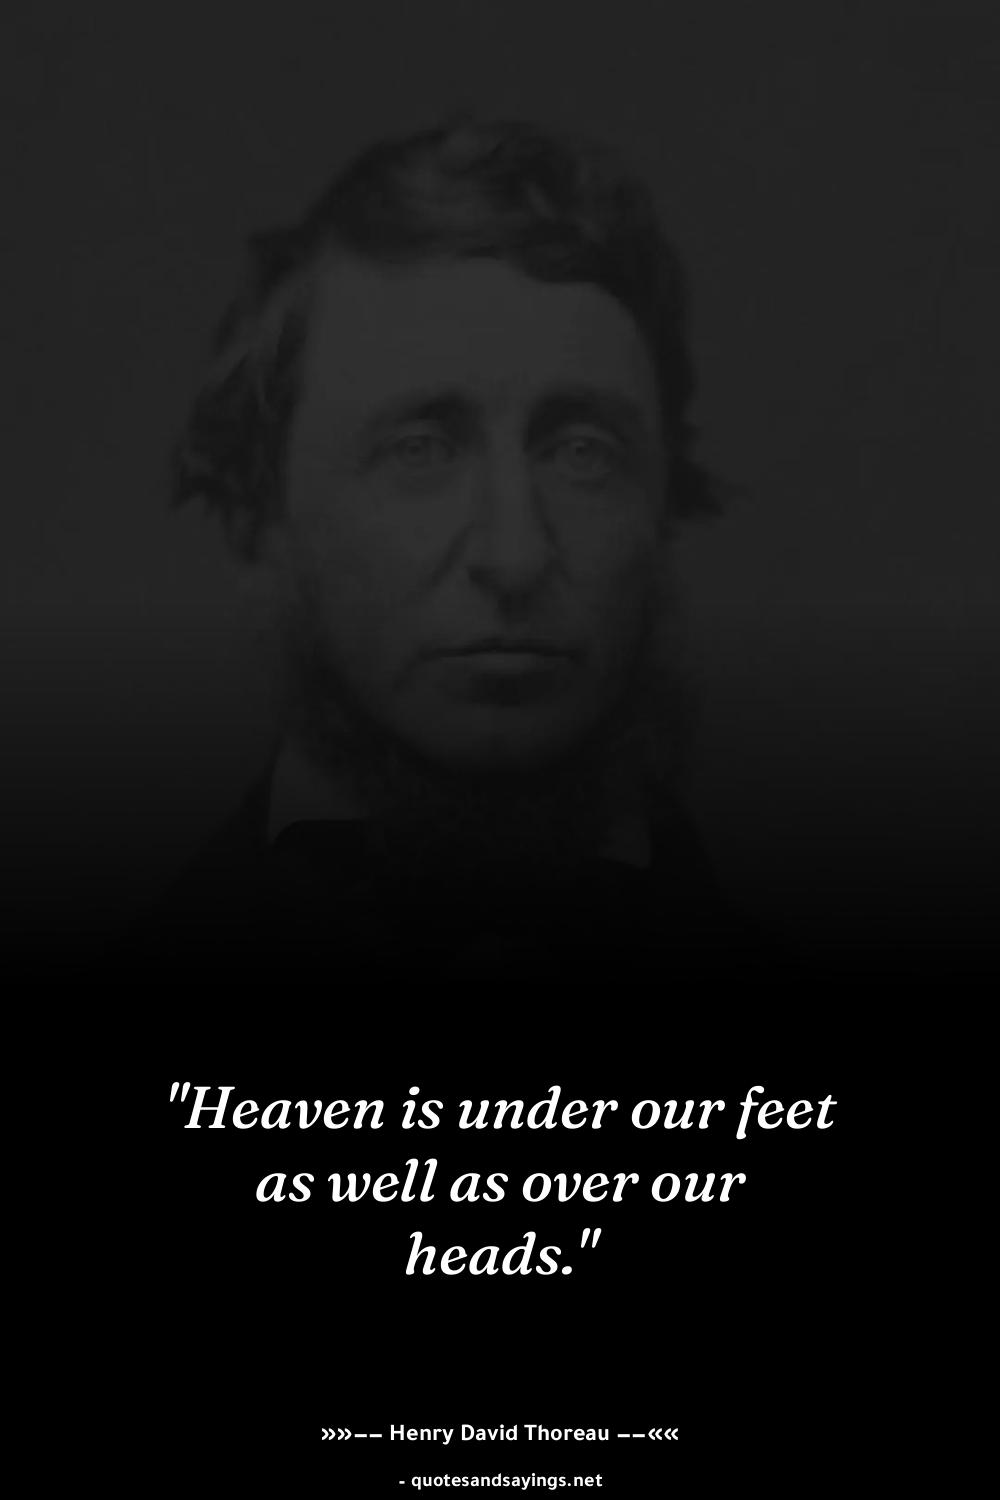 "Heaven is under our feet
as well as over our
heads."
»»–– Henry David Thoreau ––««
- quotesandsayings.net